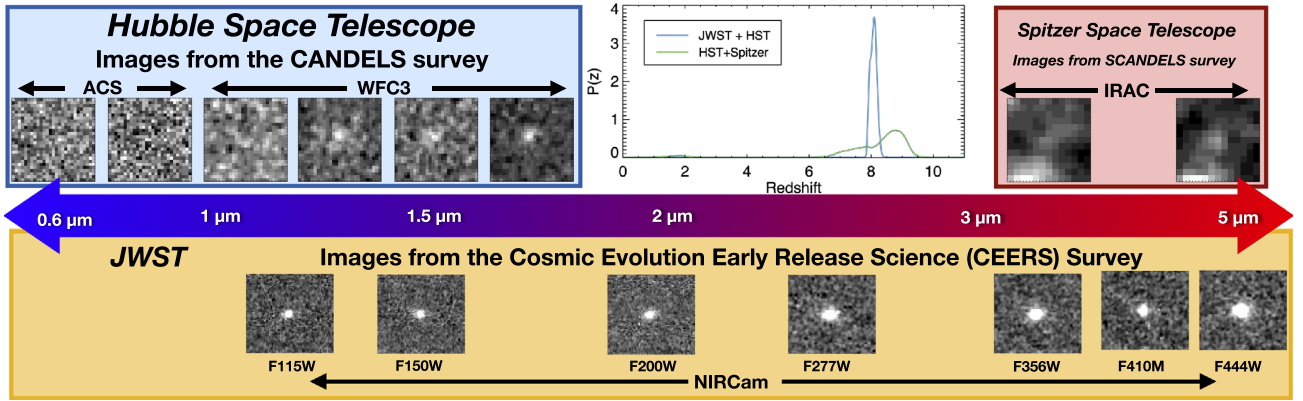 Hubble Space Telescope
Images from the CANDELS survey
ACS
WFC3
4
3
2
1
0
P(z)
JWST + HST
HST+Spitzer
0 2 4 6 8 10
Redshift
Spitzer Space Telescope
Images from SCANDELS survey
IRAC
0.6 μm 1 μm 1.5 μm 2 μm 3 μm 5 μm
JWST Images from the Cosmic Evolution Early Release Science (CEERS) Survey
F115W F150W F200W F277W F356W F410M F444W
NIRCam